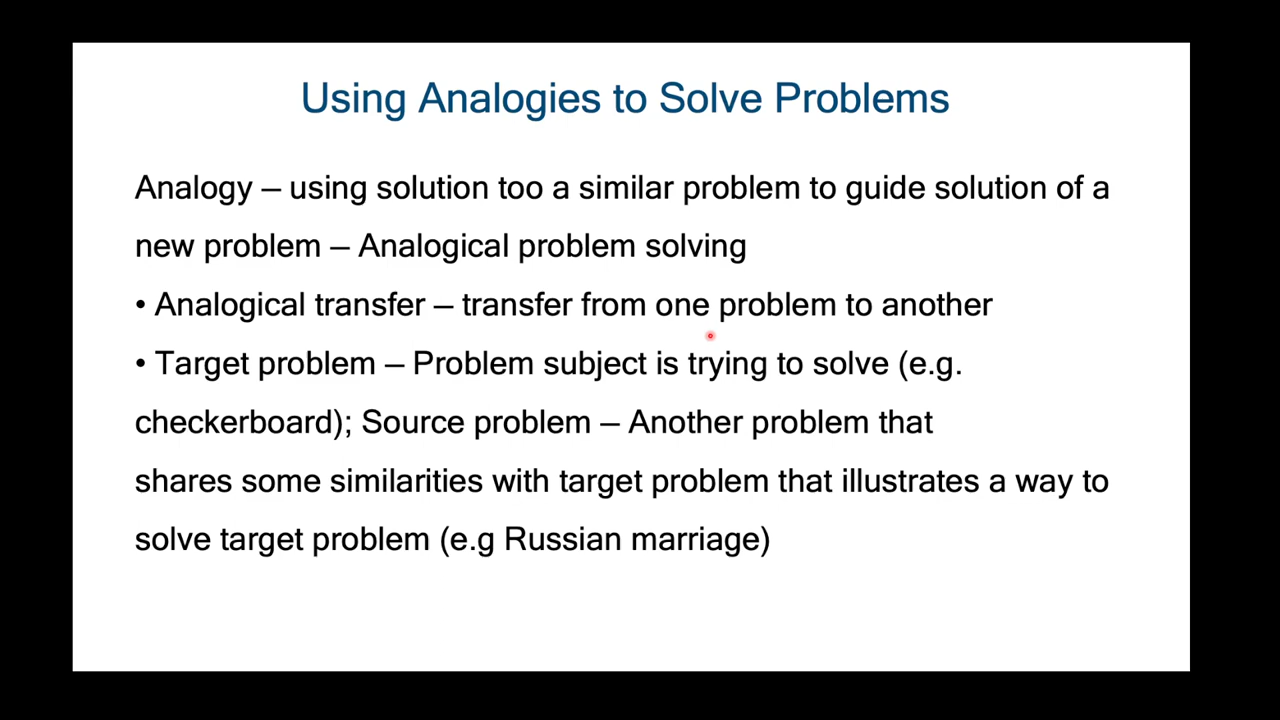 Using Analogies to Solve Problems
Analogy – using solution too a similar problem to guide solution of a
new problem – Analogical problem solving
• Analogical transfer – transfer from one problem to another
• Target problem – Problem subject is trying to solve (e.g.
checkerboard); Source problem – Another problem that
shares some similarities with target problem that illustrates a way to
solve target problem (e.g Russian marriage)